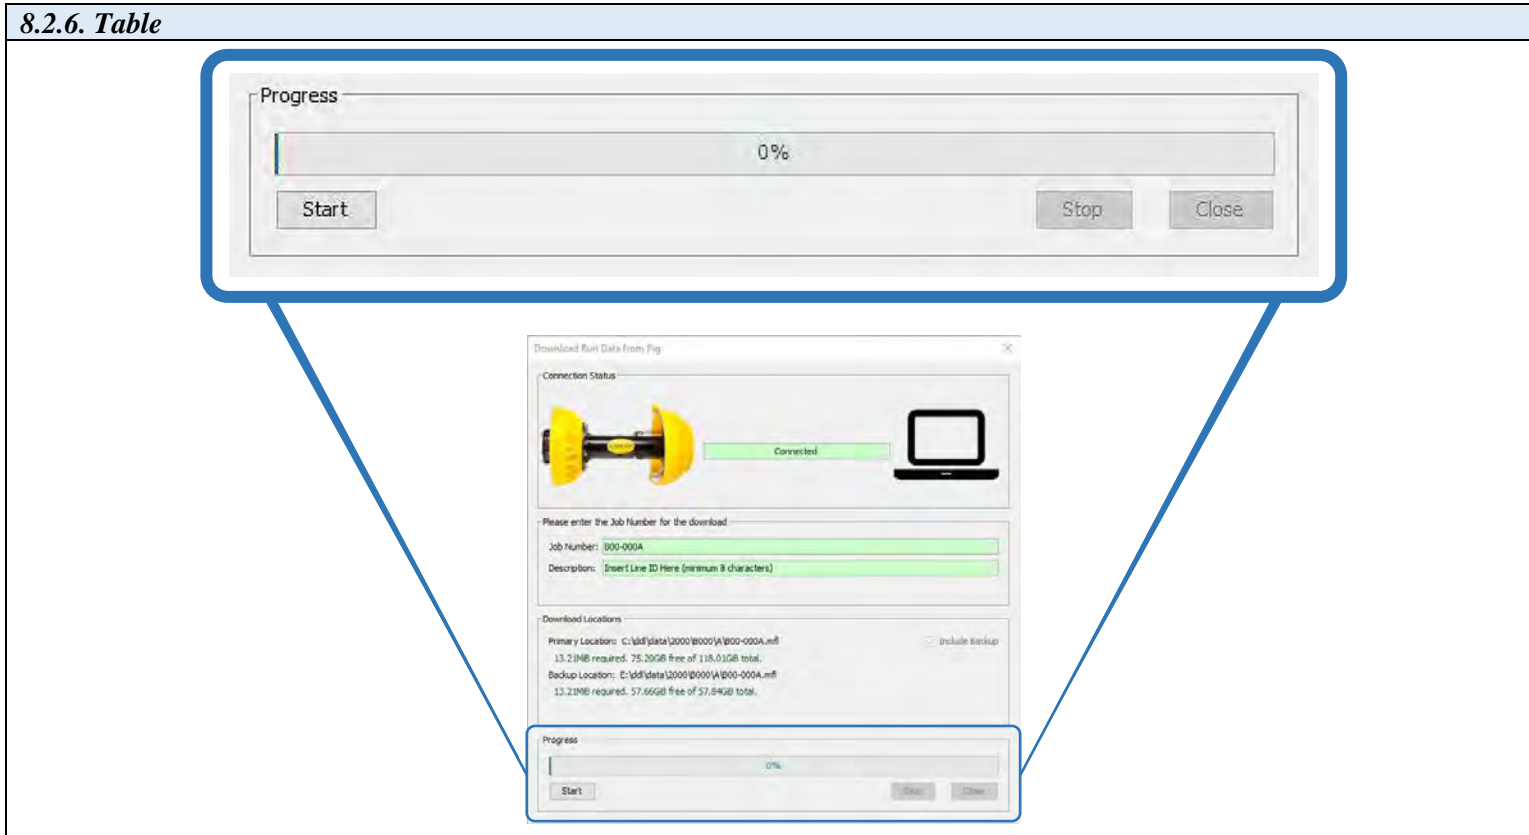 8.2.6. Table
Progress
0%
Start
Stop
Close
Download Run Data from Pig
Connection Status
Connected
Please enter the Job Number for the download
Job Number: B00-000A
Description: Insert Line ID Here (minimum 8 characters)
Download Locations
Primary Location: C:\ddl\data\2000\B000\A\B00-000A.mfl
Include Backup
13.21MB required. 75.20GB free of 118.01GB total.
Backup Location: E:\ddl\data\2000\B000\A\B00-000A.mfl
13.21MB required. 57.66GB free of 57.84GB total.
Progress
0%
Start
Stop
Close